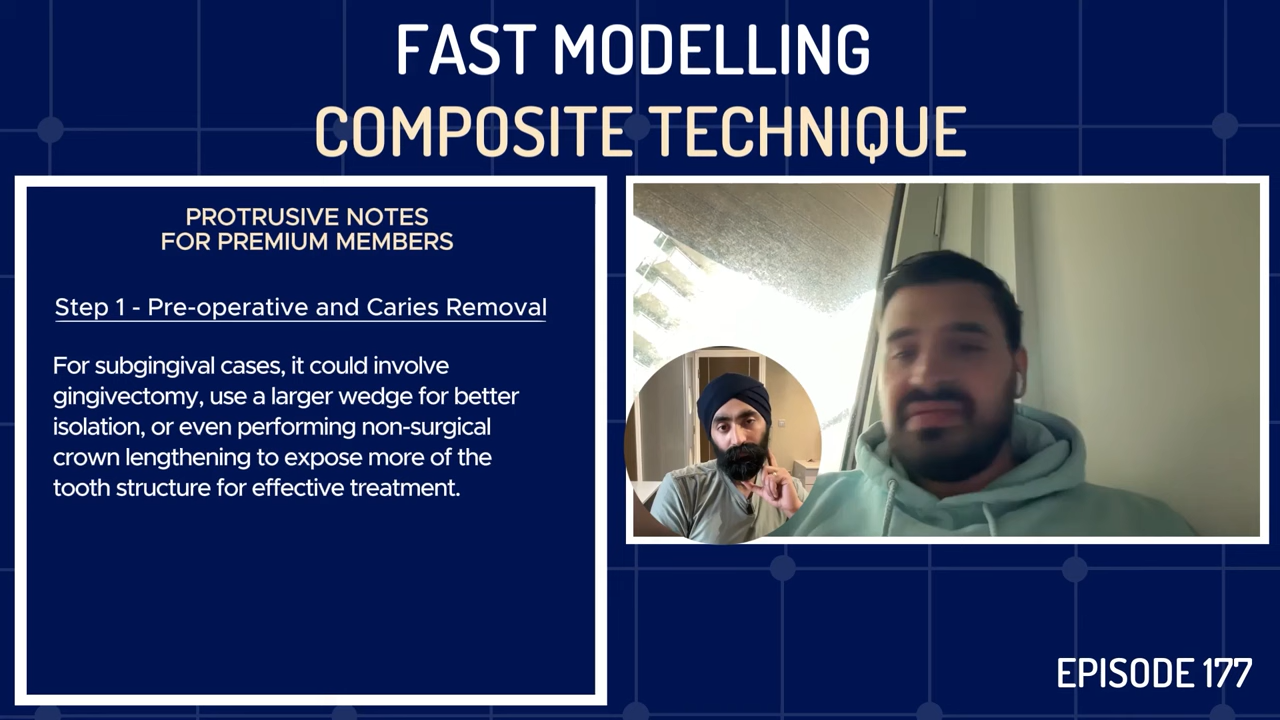 FAST MODELLING
COMPOSITE TECHNIQUE
PROTRUSIVE NOTES
FOR PREMIUM MEMBERS
Step 1 - Pre-operative and Caries Removal
For subgingival cases, it could involve
gingivectomy, use a larger wedge for better
isolation, or even performing non-surgical
crown lengthening to expose more of the
tooth structure for effective treatment.
EPISODE 177